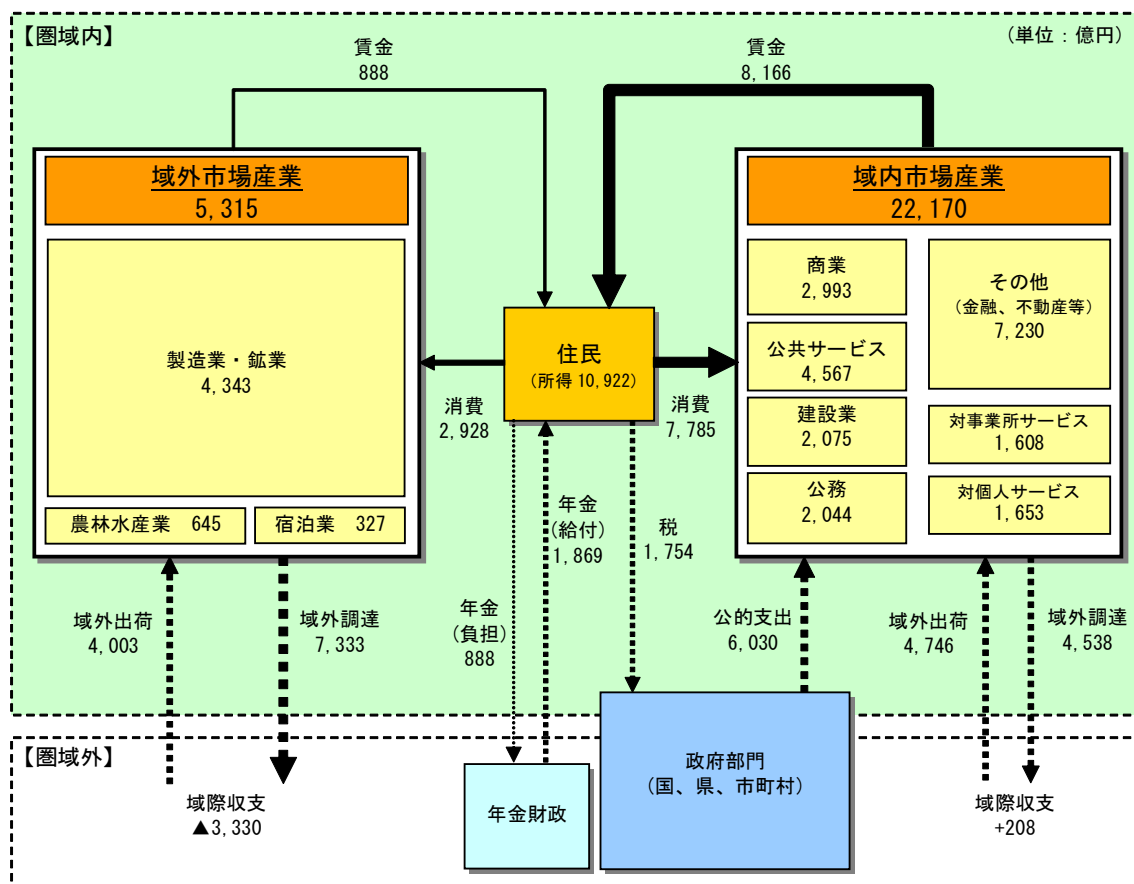 【圏域内】
(単位：億円)
賃金
888
賃金
8,166
域外市場産業
5,315
製造業・鉱業
4,343
農林水産業 645
宿泊業 327
域内市場産業
22,170
商業
2,993
公共サービス
4,567
建設業
2,075
公務
2,044
その他
(金融、不動産等)
7,230
対事業所サービス
1,608
対個人サービス
1,653
住民
(所得 10,922)
消費
2,928
消費
7,785
年金
(給付)
1,869
税
1,754
年金
(負担)
888
域外出荷
4,003
域外調達
7,333
公的支出
6,030
域外出荷
4,746
域外調達
4,538
【圏域外】
域際収支
▲3,330
年金財政
政府部門
(国、県、市町村)
域際収支
+208